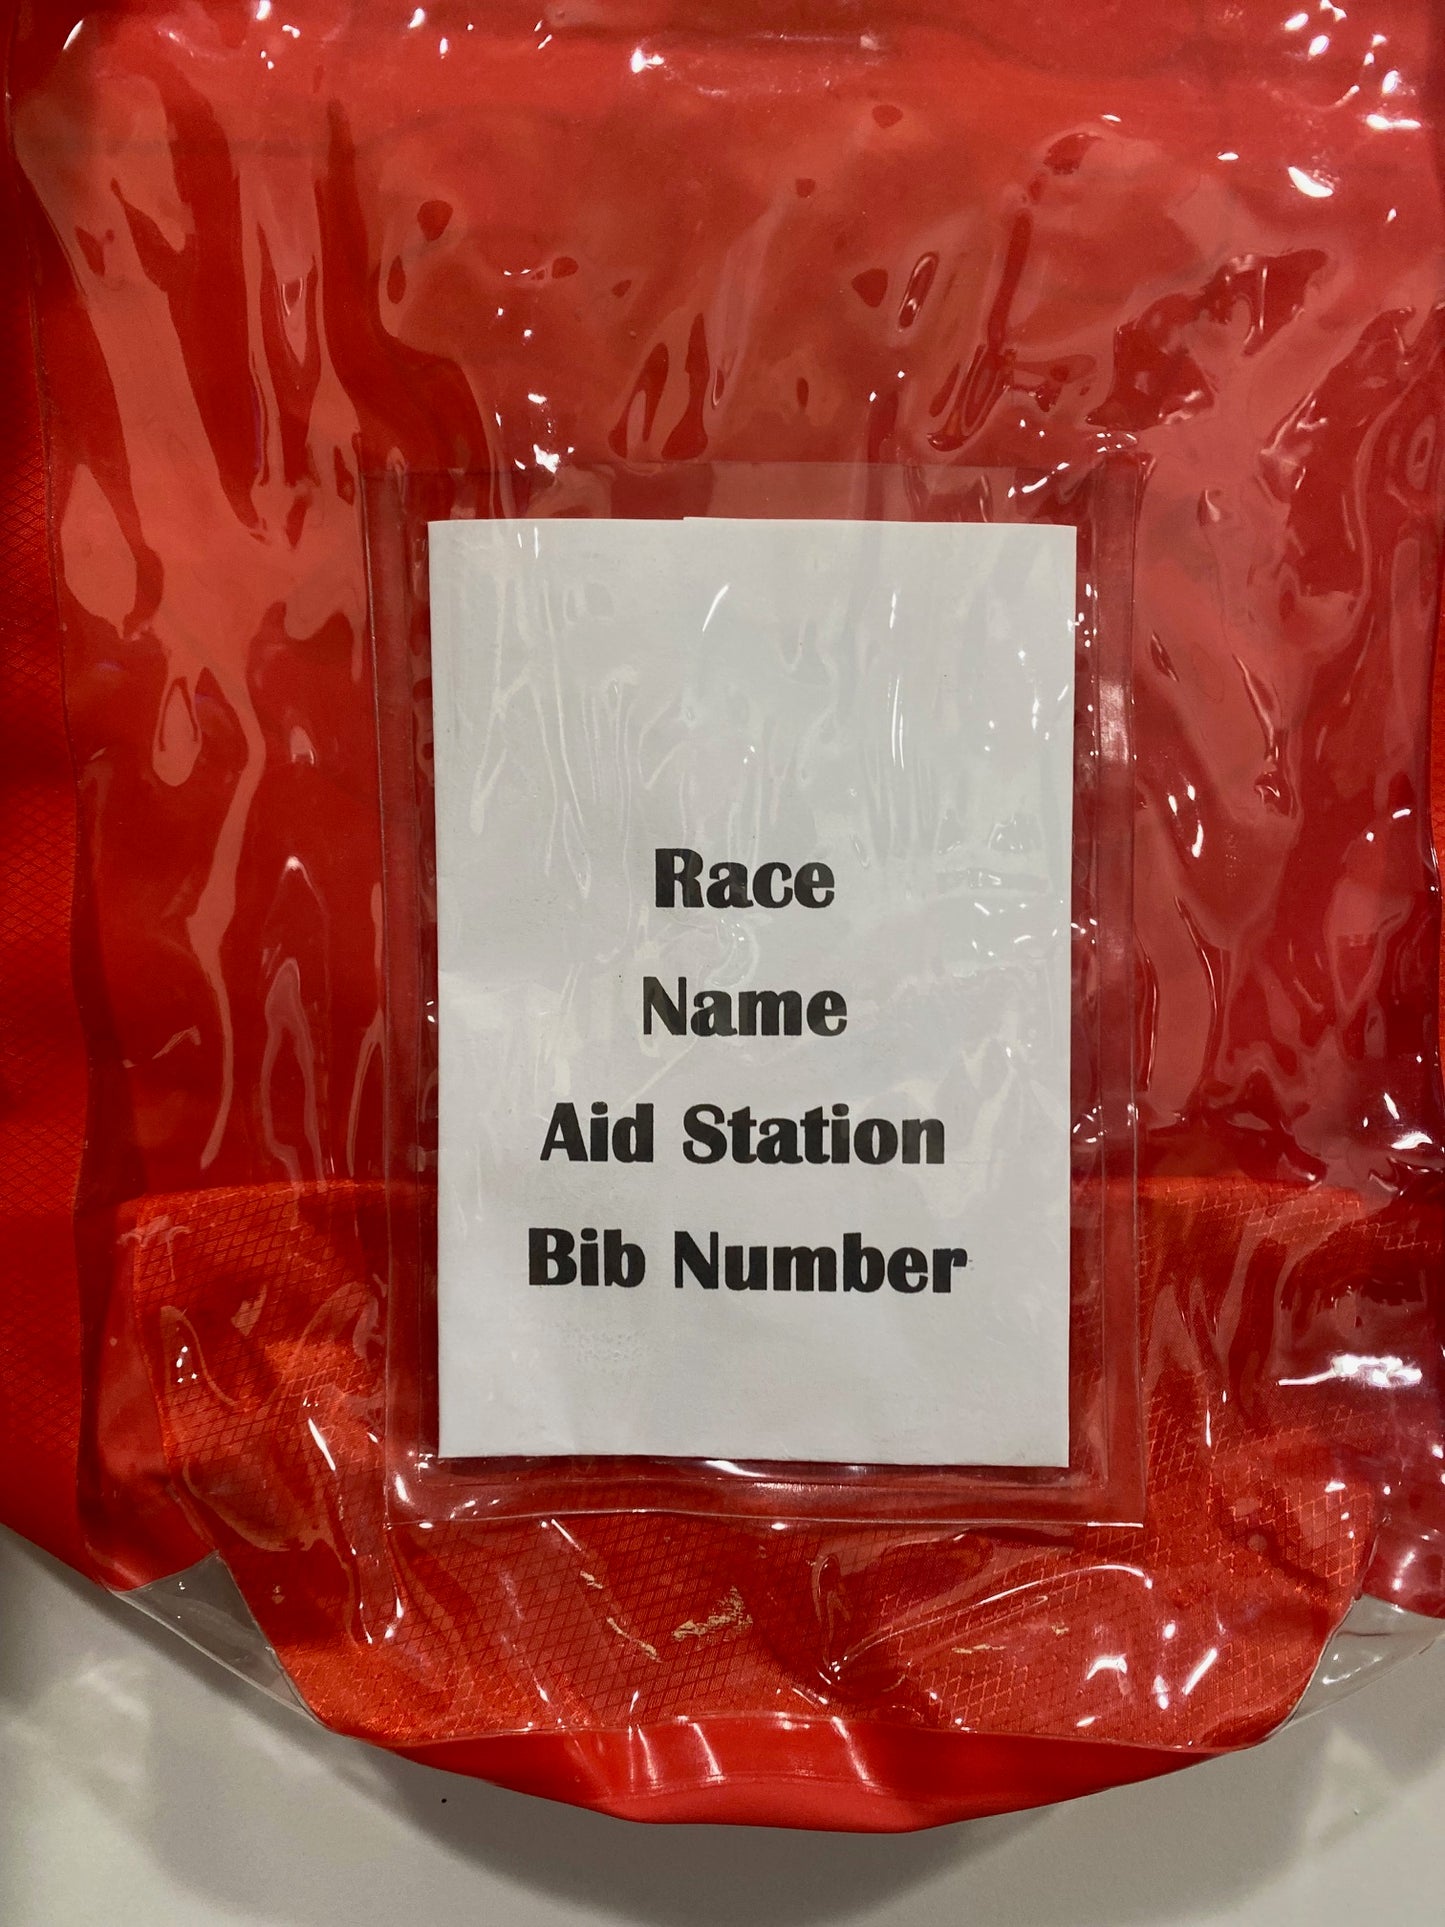 Race
Name
Aid Station
Bib Number